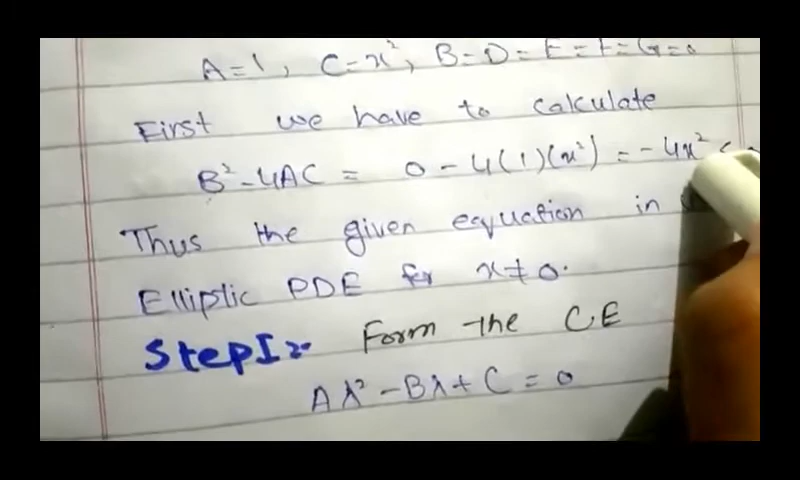 A=1, C=x², B=D=E=F=G=0
First we have to calculate
B²-4AC = 0-4(1)(x²) = -4x² <
Thus the given equation in
Elliptic PDE for x≠0.
Step I:- Form the CE
Aλ²-Bλ+C=0